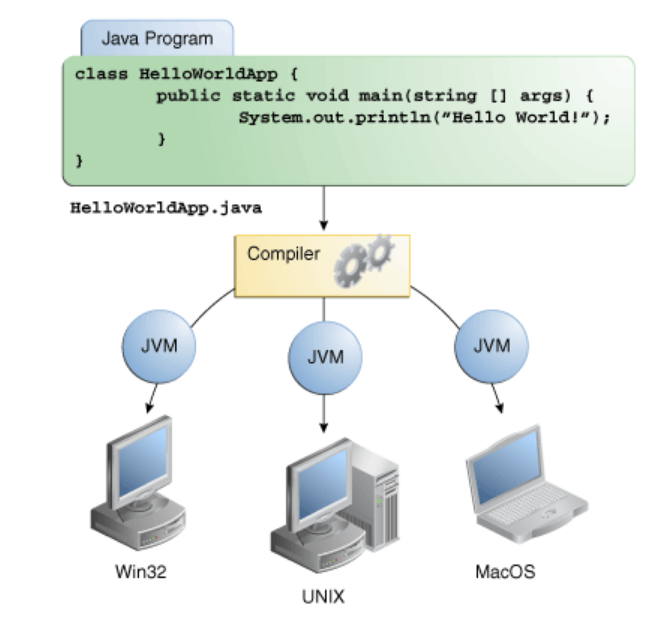 Java Program
class HelloWorldApp {
public static void main(string [] args) {
System.out.println("Hello World!");
}
}
HelloWorldApp.java
Compiler
JVM
JVM
JVM
Win32
UNIX
MacOS